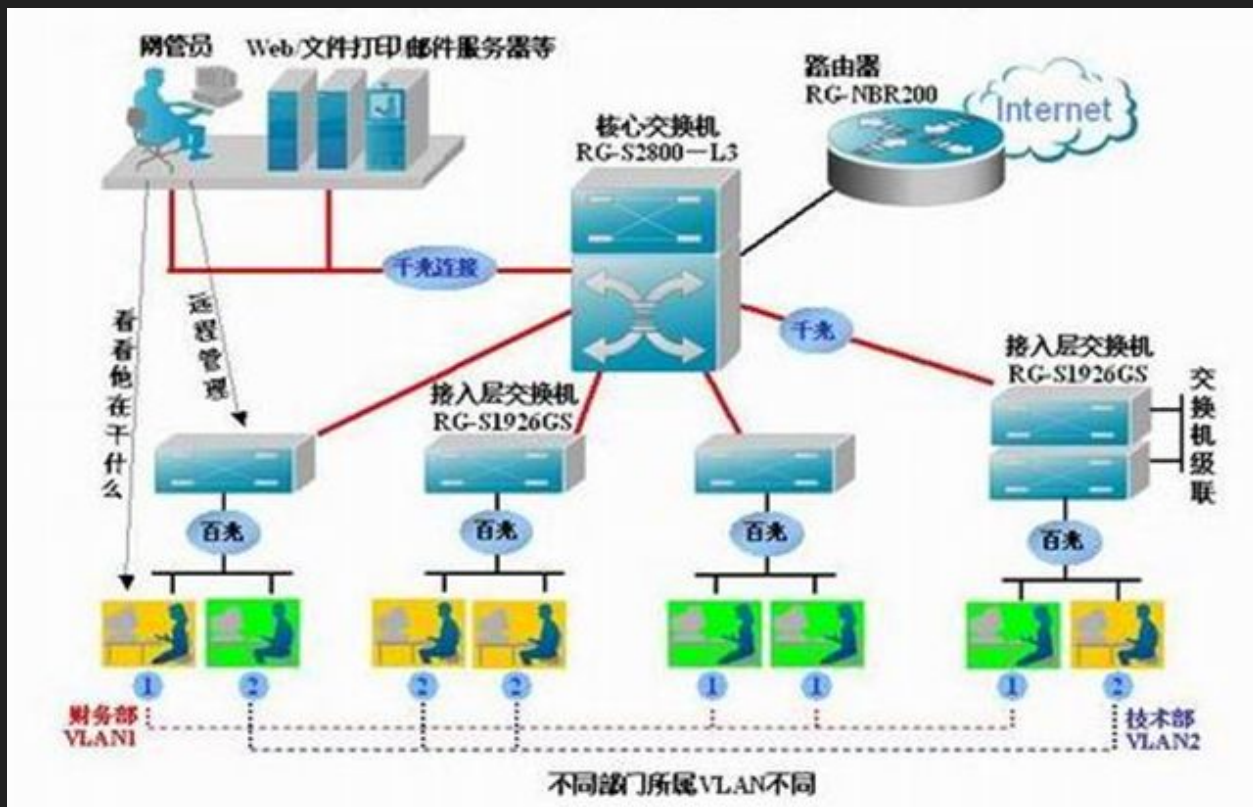 网管员
Web/文件打印/邮件服务器等
路由器
RG-NBR200
Internet
核心交换机
RG-S2800-L3
千兆连接
千兆
看看他在干什么
远程管理
接入层交换机
RG-S1926GS
接入层交换机
RG-S1926GS
交换机级联
百兆
百兆
百兆
百兆
1
2
2
2
1
1
1
2
财务部
VLAN1
技术部
VLAN2
不同部门所属VLAN不同